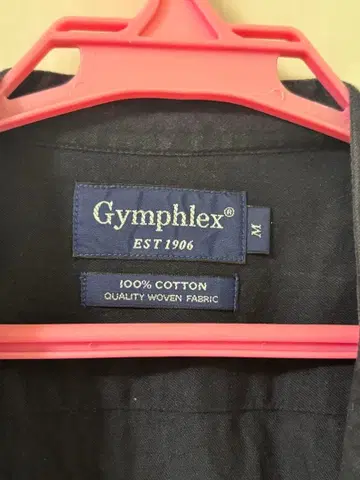 Gymphlex®
EST 1906
M
100% COTTON
QUALITY WOVEN FABRIC